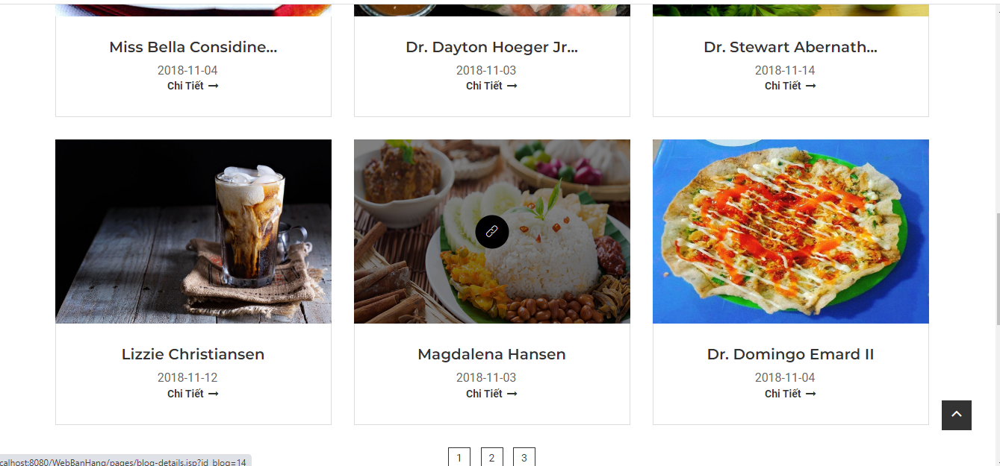 Miss Bella Considine...
2018-11-04
Chi Tiết →
Dr. Dayton Hoeger Jr...
2018-11-03
Chi Tiết →
Dr. Stewart Abernath...
2018-11-14
Chi Tiết →
Lizzie Christiansen
2018-11-12
Chi Tiết →
Magdalena Hansen
2018-11-03
Chi Tiết →
Dr. Domingo Emard II
2018-11-04
Chi Tiết →
1 2 3
calhost:8080/WebBanHang/pages/blog-details.jsp?id_blog=14